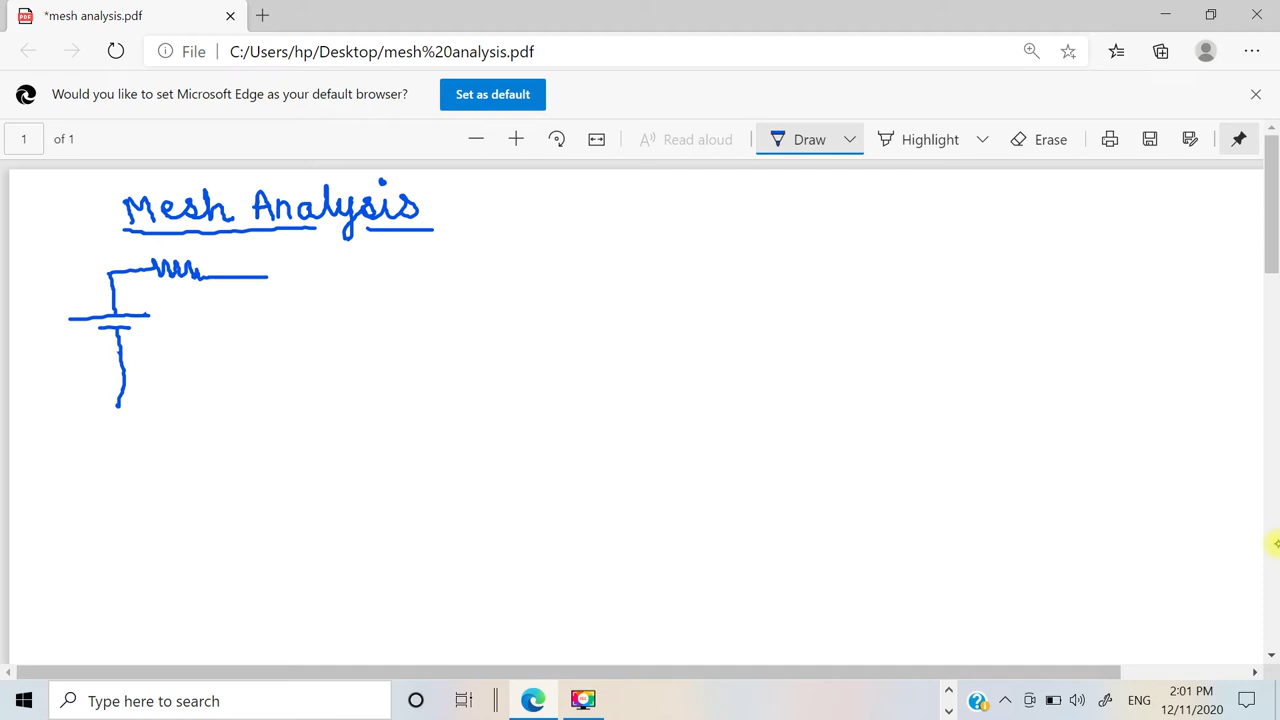 *mesh analysis.pdf
File
C:/Users/hp/Desktop/mesh%20analysis.pdf
Would you like to set Microsoft Edge as your default browser?
Set as default
1 of 1
Read aloud
Draw
Highlight
Erase
Mesh Analysis
Type here to search
ENG
2:01 PM
12/11/2020